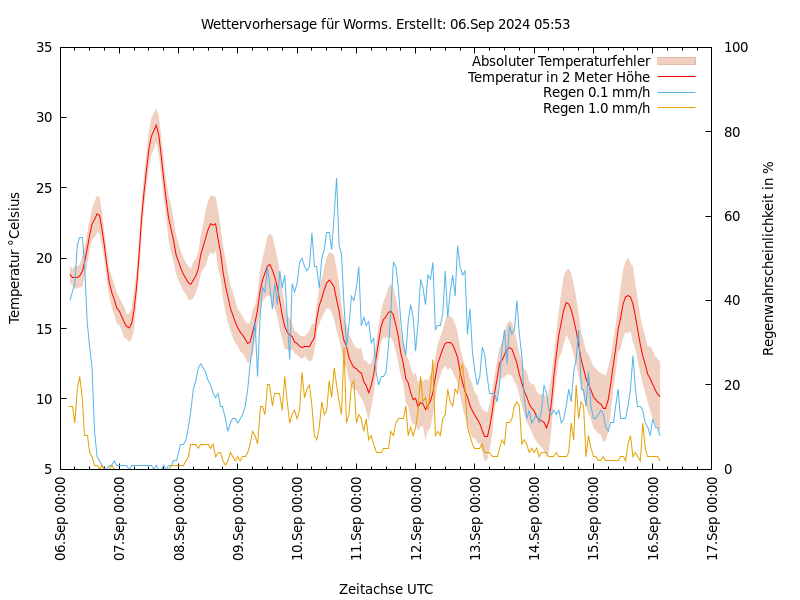 Wettervorhersage für Worms. Erstellt: 06.Sep 2024 05:53
Absoluter Temperaturfehler
Temperatur in 2 Meter Höhe
Regen 0.1 mm/h
Regen 1.0 mm/h
Temperatur °Celsius
35
30
25
20
15
10
5
100
80
60
40
20
0
Regenwahrscheinlichkeit in %
06.Sep 00:00
07.Sep 00:00
08.Sep 00:00
09.Sep 00:00
10.Sep 00:00
11.Sep 00:00
12.Sep 00:00
13.Sep 00:00
14.Sep 00:00
15.Sep 00:00
16.Sep 00:00
17.Sep 00:00
Zeitachse UTC